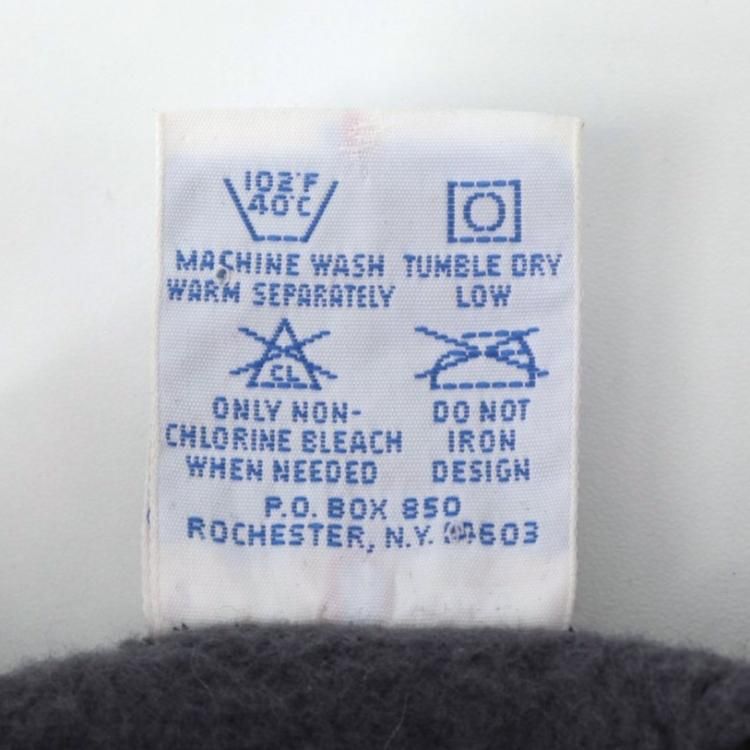 102°F
40°C
MACHINE WASH
WARM SEPARATELY
TUMBLE DRY
LOW
CL
ONLY NON-
CHLORINE BLEACH
WHEN NEEDED
DO NOT
IRON
DESIGN
P.O. BOX 850
ROCHESTER, N.Y.